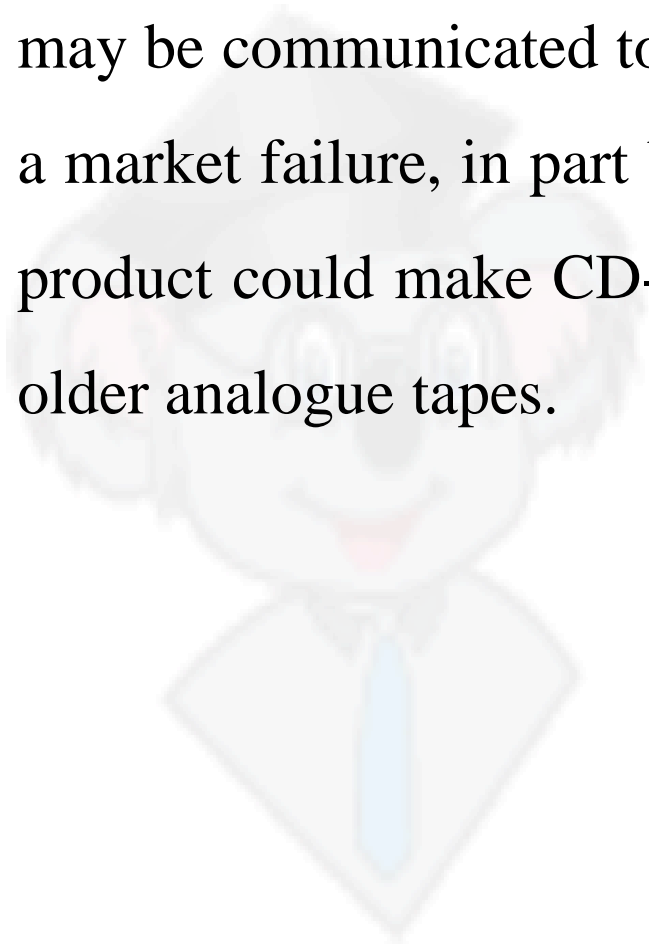 may be communicated to
a market failure, in part
product could make CD-
older analogue tapes.